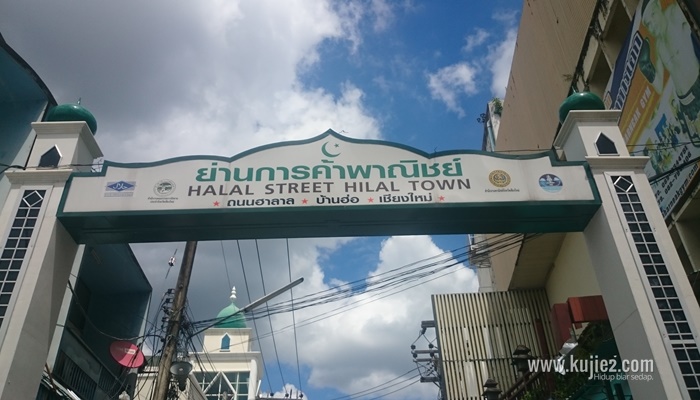 ย่านการค้าพาณิชย์
HALAL STREET HILAL TOWN
★ ถนนฮาลาล ★ บ้านฮ่อ ★ เชียงใหม่ ★
www.kujie2.com
Hidup biar sedap.